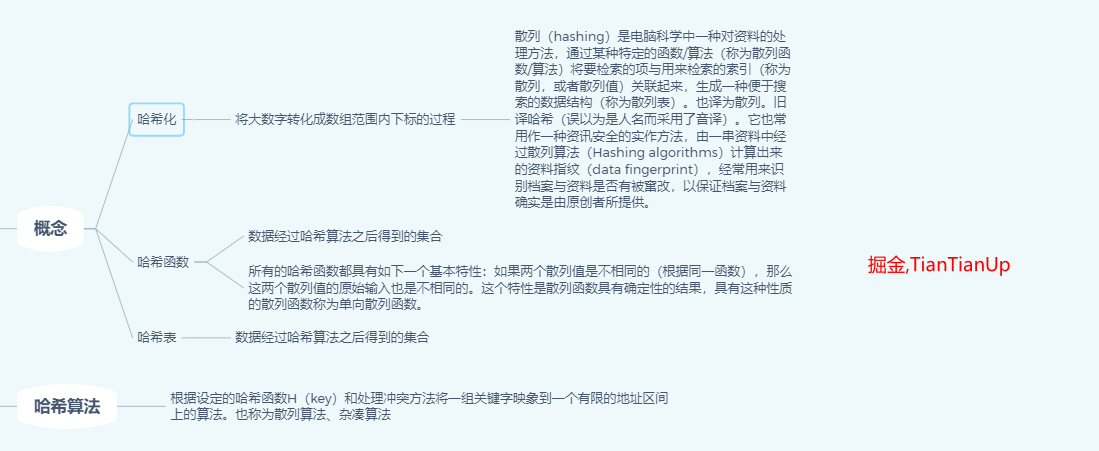 散列（hashing）是电脑科学中一种对资料的处
理方法，通过某种特定的函数/算法（称为散列函
数/算法）将要检索的项与用来检索的索引（称为
散列，或者散列值）关联起来，生成一种便于搜
索的数据结构（称为散列表）。也译为散列。旧
译哈希（误以为是人名而采用了音译）。它也常
用作一种资讯安全的实作方法，由一串资料中经
过散列算法（Hashing algorithms）计算出来
的资料指纹（data fingerprint），经常用来识
别档案与资料是否有被窜改，以保证档案与资料
确实是由原创者所提供。
哈希化
将大数字转化成数组范围内下标的过程
概念
数据经过哈希算法之后得到的集合
哈希函数
所有的哈希函数都具有如下一个基本特性：如果两个散列值是不相同的（根据同一函数），那么
这两个散列值的原始输入也是不相同的。这个特性是散列函数具有确定性的结果，具有这种性质
的散列函数称为单向散列函数。
哈希表
数据经过哈希算法之后得到的集合
掘金,TianTianUp
哈希算法
根据设定的哈希函数H（key）和处理冲突方法将一组关键字映象到一个有限的地址区间
上的算法。也称为散列算法、杂凑算法